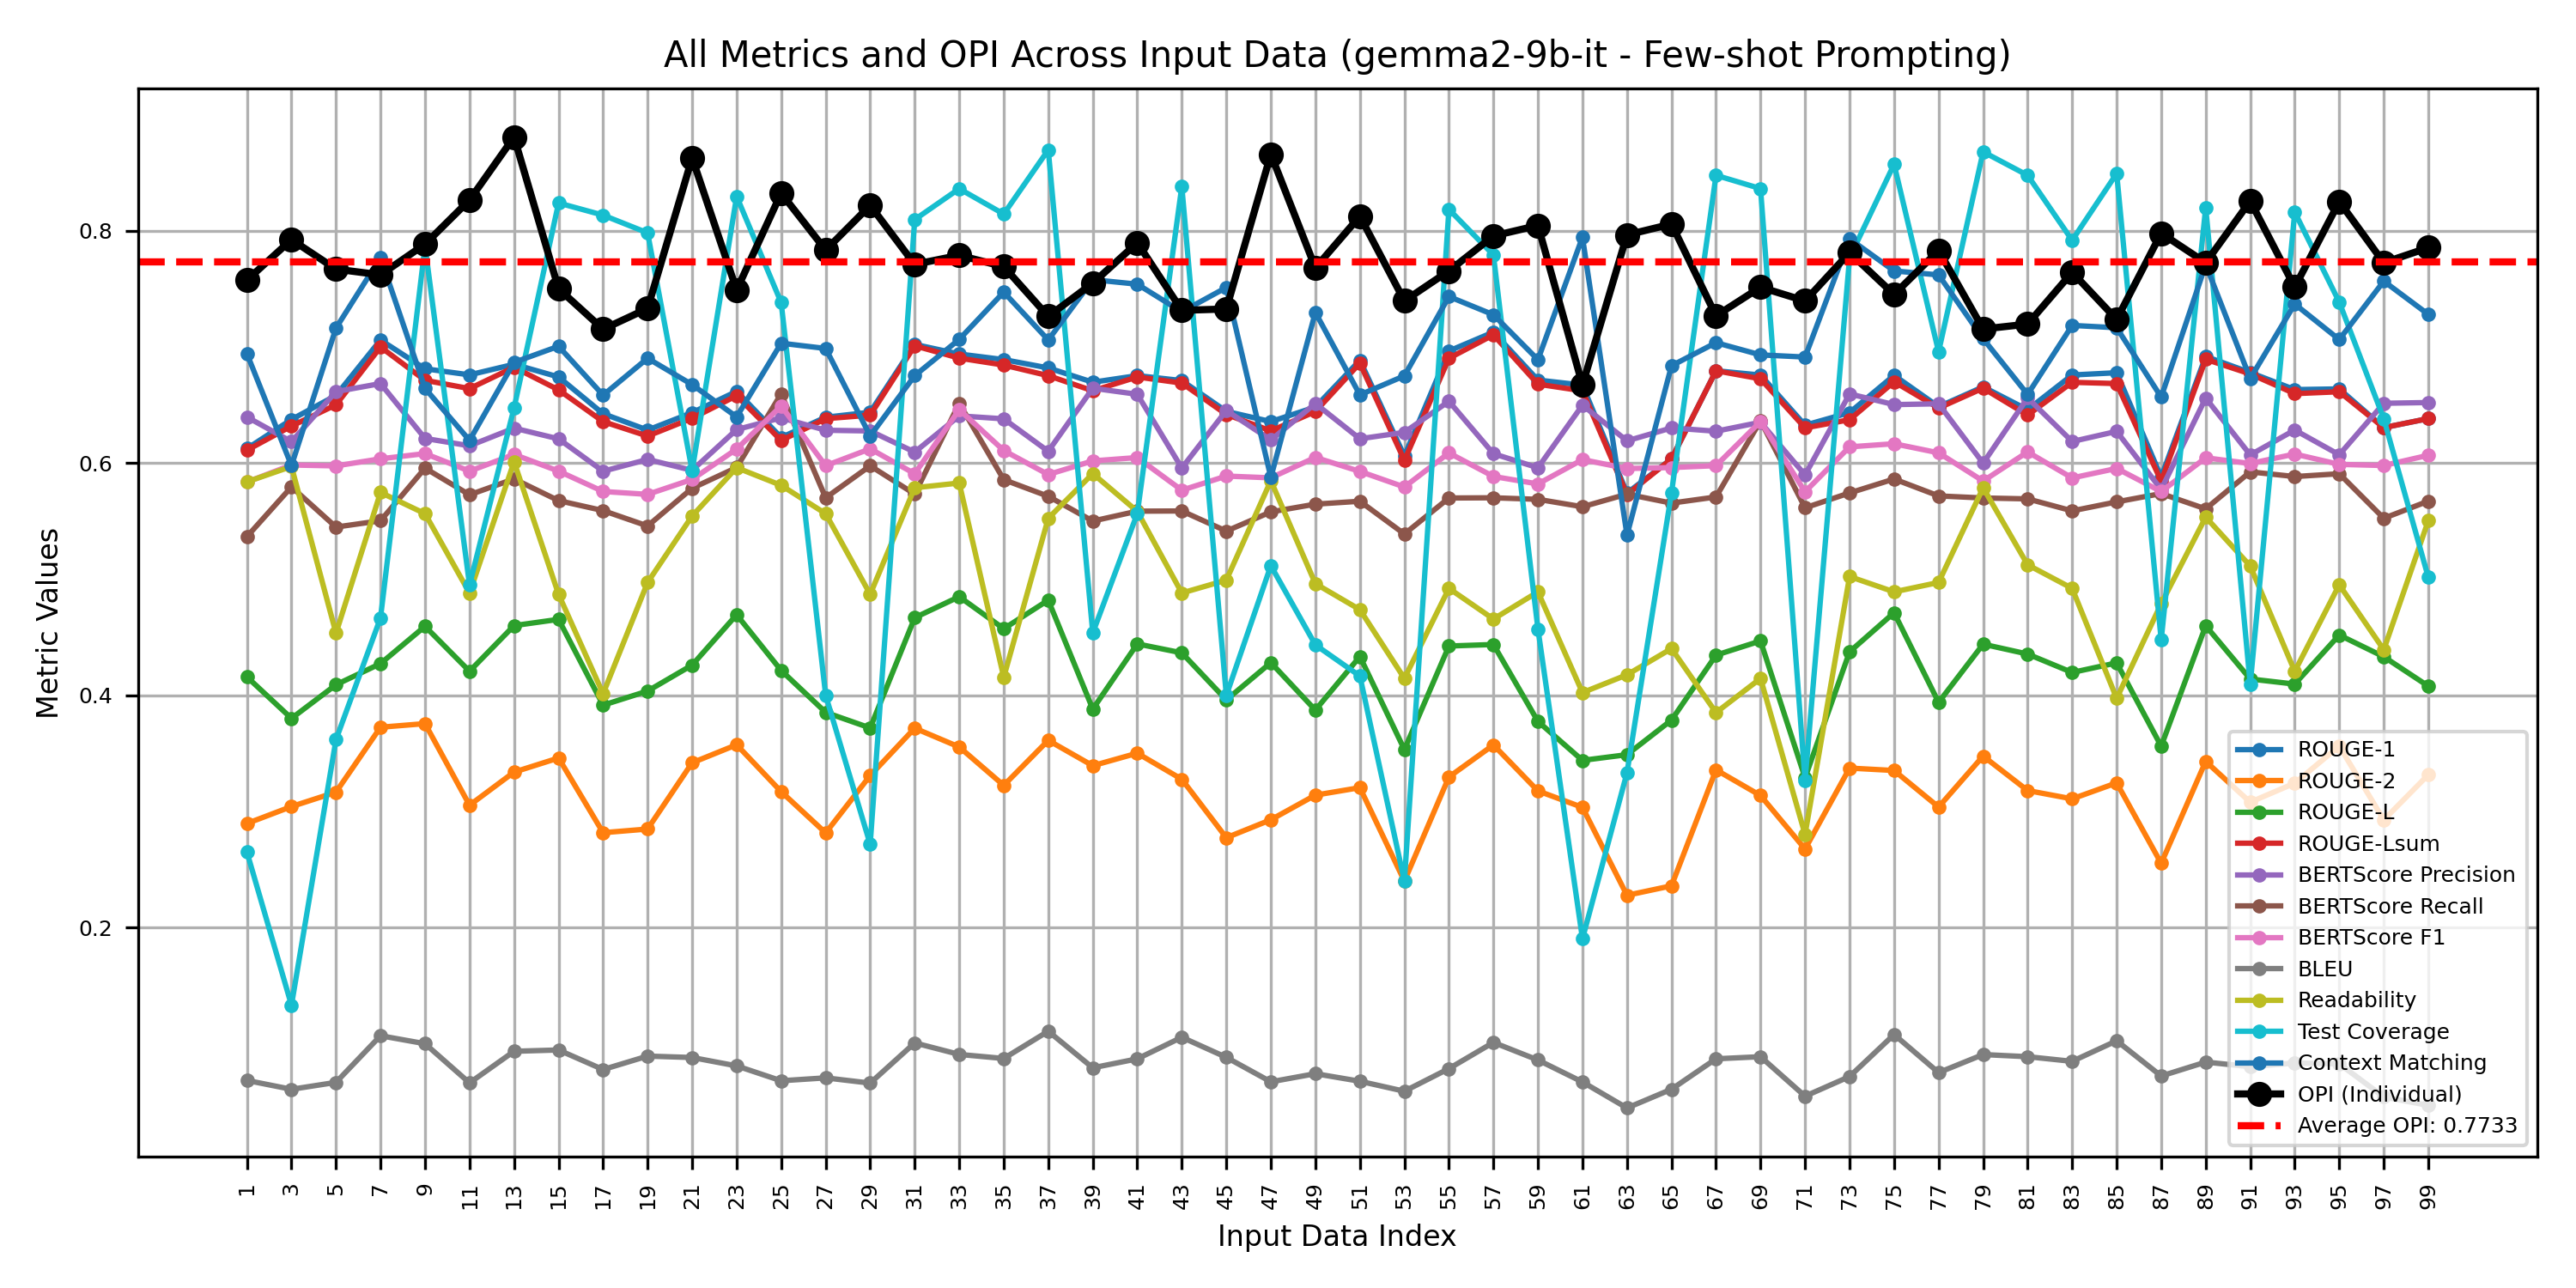 All Metrics and OPI Across Input Data (gemma2-9b-it - Few-shot Prompting)
Metric Values
0.8
0.6
0.4
0.2
ROUGE-1
ROUGE-2
ROUGE-L
ROUGE-Lsum
BERTScore Precision
BERTScore Recall
BERTScore F1
BLEU
Readability
Test Coverage
Context Matching
OPI (Individual)
Average OPI: 0.7733
1 3 5 7 9 11 13 15 17 19 21 23 25 27 29 31 33 35 37 39 41 43 45 47 49 51 53 55 57 59 61 63 65 67 69 71 73 75 77 79 81 83 85 87 89 91 93 95 97 99
Input Data Index